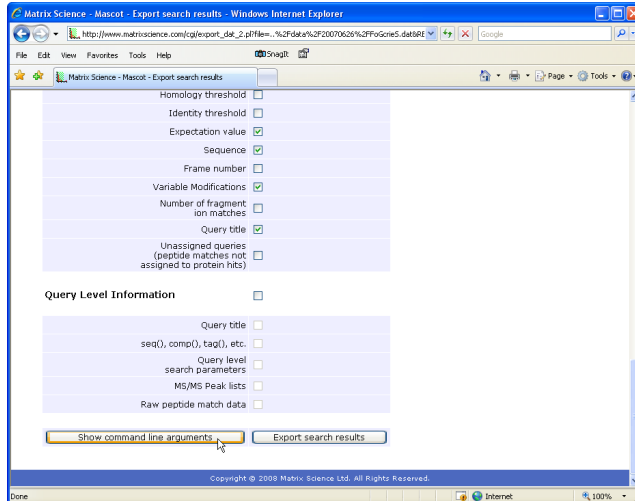 Matrix Science - Mascot - Export search results - Windows Internet Explorer
http://www.matrixscience.com/cgi/export_dat_2.pl?file=..%2Fdata%2F20070626%2FFoGcrieS.dat&RE
Google
File Edit View Favorites Tools Help SnagIt
Matrix Science - Mascot - Export search results
Page Tools
Homology threshold
Identity threshold
Expectation value
Sequence
Frame number
Variable Modifications
Number of fragment
ion matches
Query title
Unassigned queries
(peptide matches not
assigned to protein hits)
Query Level Information
Query title
seq(), comp(), tag(), etc.
Query level
search parameters
MS/MS Peak lists
Raw peptide match data
Show command line arguments Export search results
Copyright © 2008 Matrix Science Ltd. All Rights Reserved.
Done Internet 100%